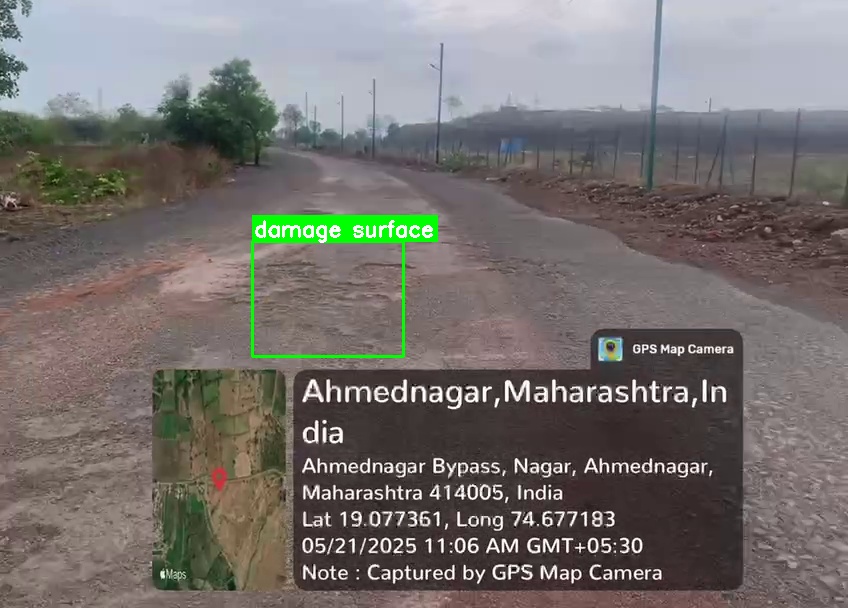 damage surface
GPS Map Camera
Ahmednagar,Maharashtra,In
dia
Ahmednagar Bypass, Nagar, Ahmednagar,
Maharashtra 414005, India
Lat 19.077361, Long 74.677183
05/21/2025 11:06 AM GMT+05:30
Note : Captured by GPS Map Camera
Maps